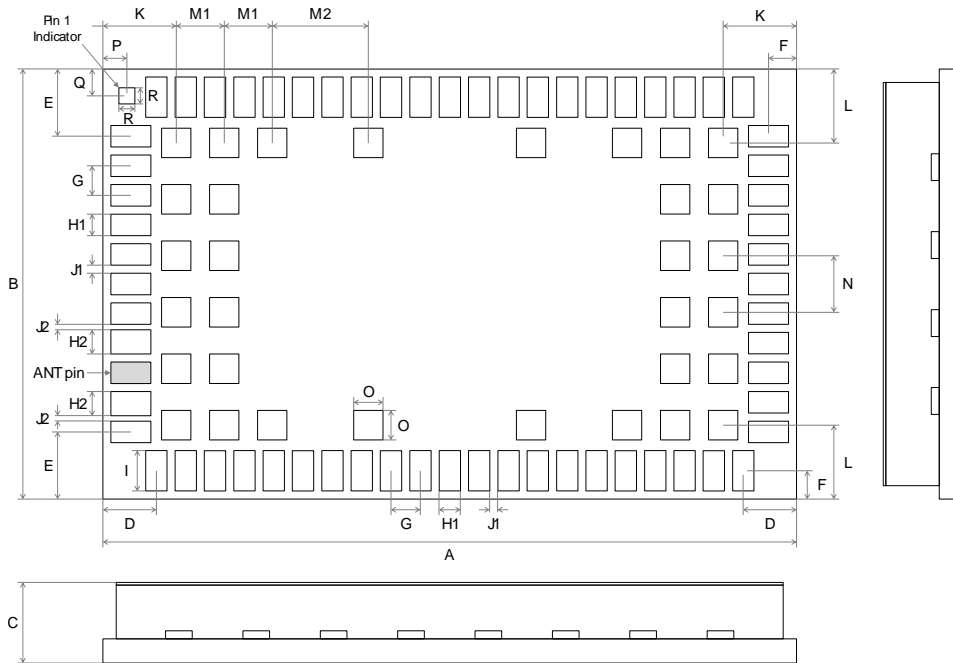 Pin 1
Indicator
K
M1
M1
M2
K
P
F
Q
E
R
R
L
G
H1
J1
B
N
J2
H2
ANT pin
H2
O
J2
O
E
I
L
F
D
G
H1
J1
D
A
C